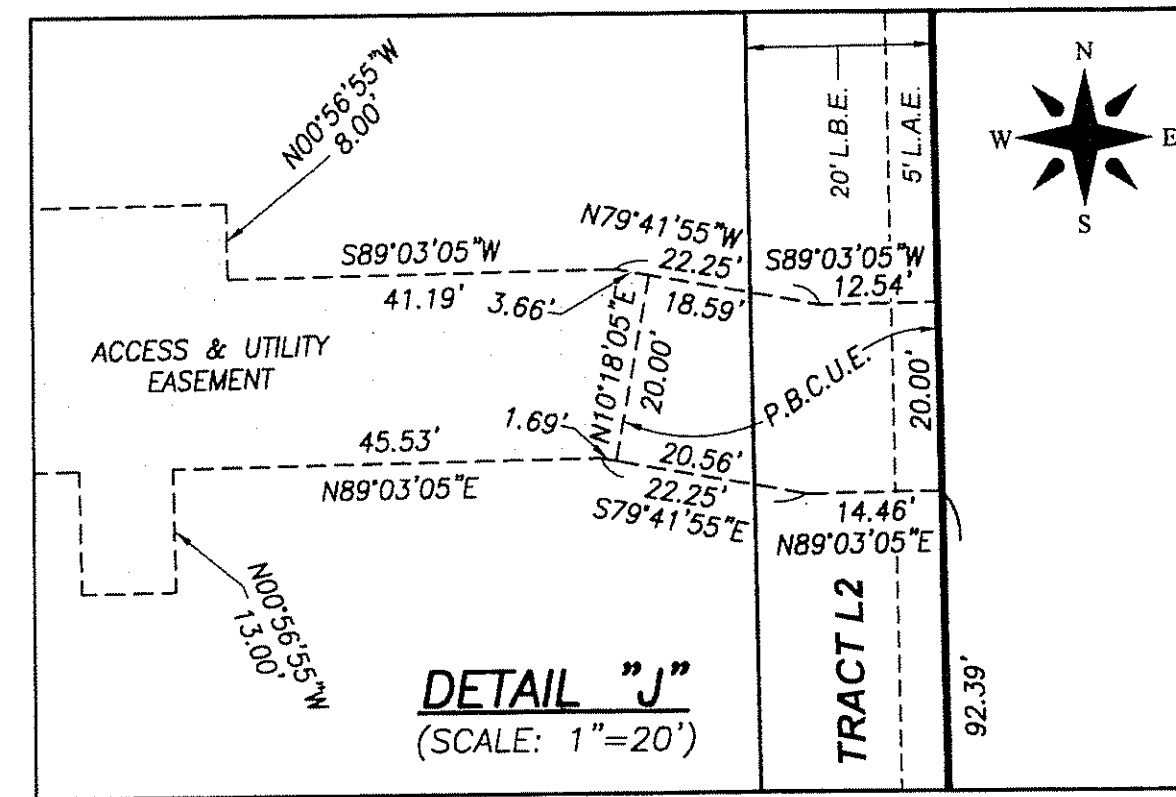 N
W
E
S
N00°56'55"W
8.00'
20' L.B.E.
5' L.A.E.
N79°41'55"W
22.25'
S89°03'05"W
12.54'
S89°03'05"W
41.19'
3.66'
18.59'
N10°18'05"E
20.00'
ACCESS & UTILITY
EASEMENT
P.B.C.U.E.
20.00'
1.69'
45.53'
N89°03'05"E
20.56'
22.25'
S79°41'55"E
14.46'
N89°03'05"E
N00°56'55"W
13.00'
TRACT L2
92.39'
DETAIL "J"
(SCALE: 1"=20')